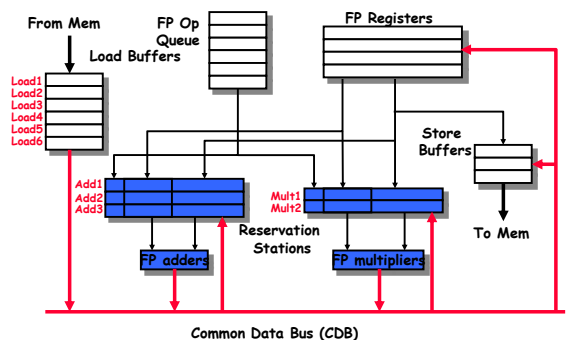 From Mem
FP Op
Queue
FP Registers
Load Buffers
Load1
Load2
Load3
Load4
Load5
Load6
Store
Buffers
Add1
Add2
Add3
Mult1
Mult2
Reservation
Stations
To Mem
FP adders
FP multipliers
Common Data Bus (CDB)